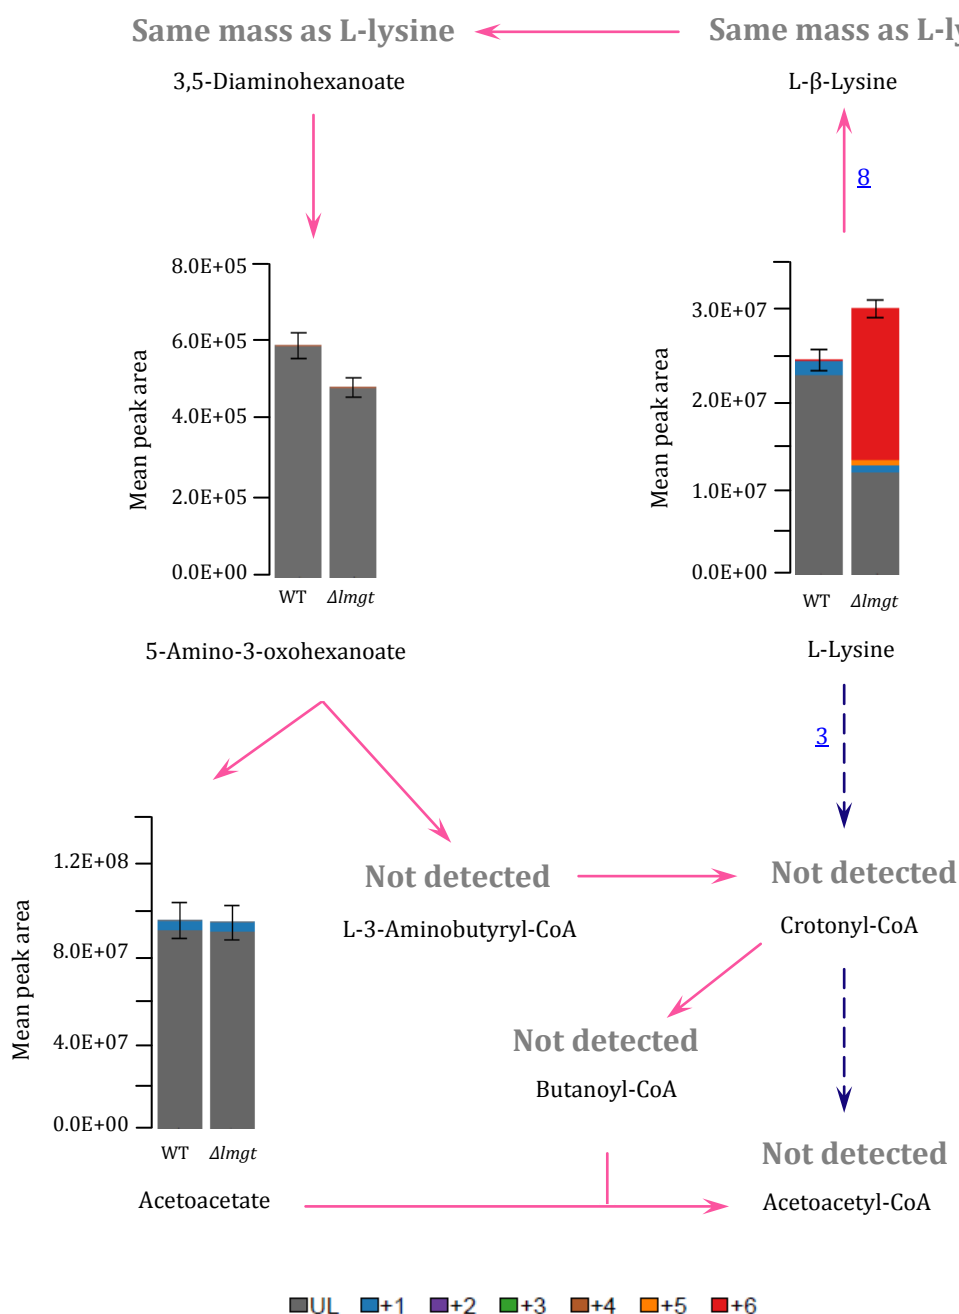 Same mass as L-lysine
Same mass as L-ly
3,5-Diaminohexanoate
L-β-Lysine
8
Mean peak area
8.0E+05
6.0E+05
4.0E+05
2.0E+05
0.0E+00
WT
Δlmgt
5-Amino-3-oxohexanoate
Mean peak area
3.0E+07
2.0E+07
1.0E+07
0.0E+00
WT
Δlmgt
L-Lysine
3
Mean peak area
1.2E+08
8.0E+07
4.0E+07
0.0E+00
WT
Δlmgt
Acetoacetate
Not detected
L-3-Aminobutyryl-CoA
Not detected
Crotonyl-CoA
Not detected
Butanoyl-CoA
Not detected
Acetoacetyl-CoA
UL +1 +2 +3 +4 +5 +6